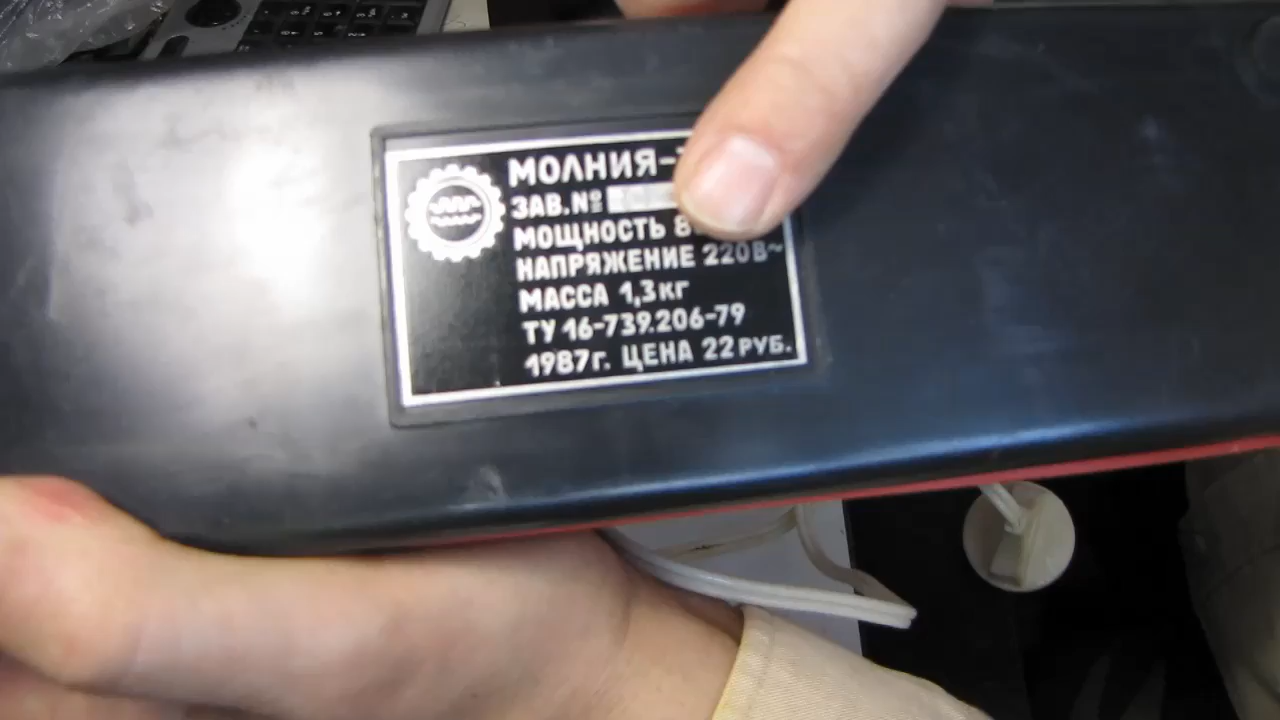 МОЛНИЯ-
ЗАВ.№
МОЩНОСТЬ
НАПРЯЖЕНИЕ 220В~
МАССА 1,3кг
ТУ 16-739.206-79
1987г. ЦЕНА 22 РУБ.